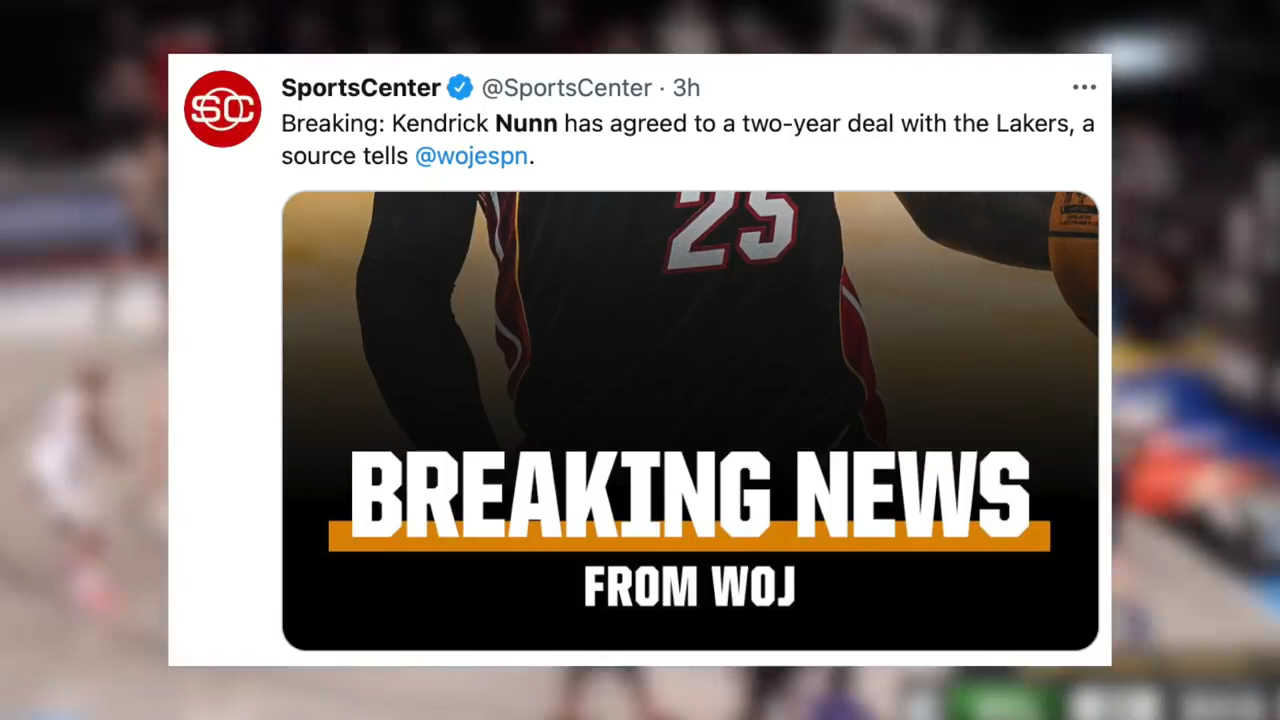 SC
SportsCenter @SportsCenter · 3h
Breaking: Kendrick Nunn has agreed to a two-year deal with the Lakers, a
source tells @wojespn.
25
BREAKING NEWS
FROM WOJ